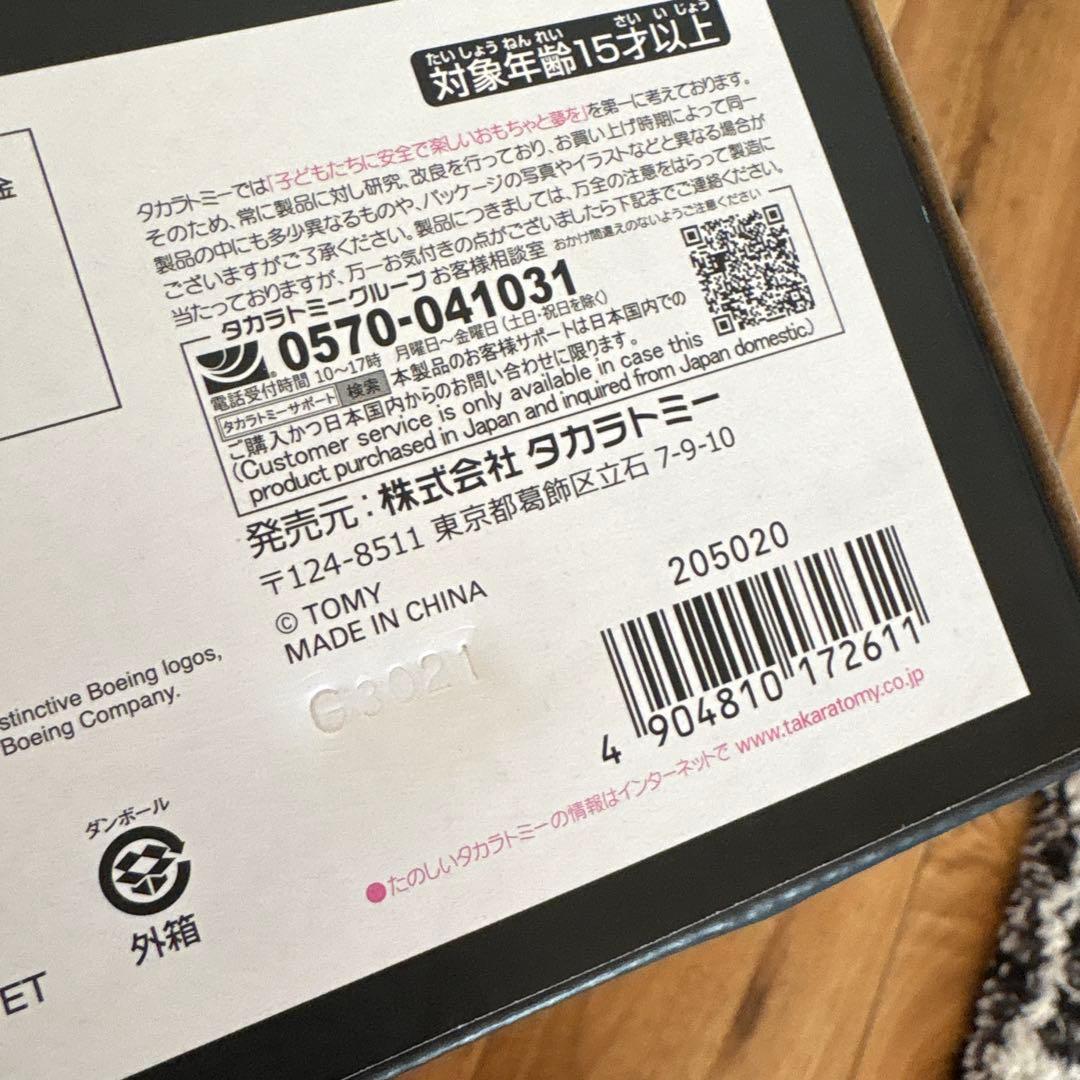 たいしょうねんれい さいいじょう
対象年齢15才以上
金
タカラトミーでは「子どもたちに安全で楽しいおもちゃと夢を」を第一に考えております。
そのため、常に製品に対し研究、改良を行っており、お買い上げ時期によって同一
製品の中にも多少異なるものや、パッケージの写真やイラストなどと異なる場合が
ございますがご了承ください。製品につきましては、万全の注意をはらって製造に
当たっておりますが、万一お気付きの点がございましたら下記までご連絡ください。
タカラトミーグループお客様相談室 おかけ間違えのないようご注意ください
0570-041031
電話受付時間 10〜17時 月曜日〜金曜日(土日・祝日を除く)
タカラトミーサポート 検索 本製品のお客様サポートは日本国内での
ご購入かつ日本国内からのお問い合わせに限ります。
(Customer service is only available in case this
product purchased in Japan and inquired from Japan domestic.)
発売元:株式会社 タカラトミー
〒124-8511 東京都葛飾区立石 7-9-10
© TOMY
MADE IN CHINA
G3021
205020
4 904810 172611
●たのしいタカラトミーの情報はインターネットで www.takaratomy.co.jp
stinctive Boeing logos,
Boeing Company.
ダンボール
外箱
ET